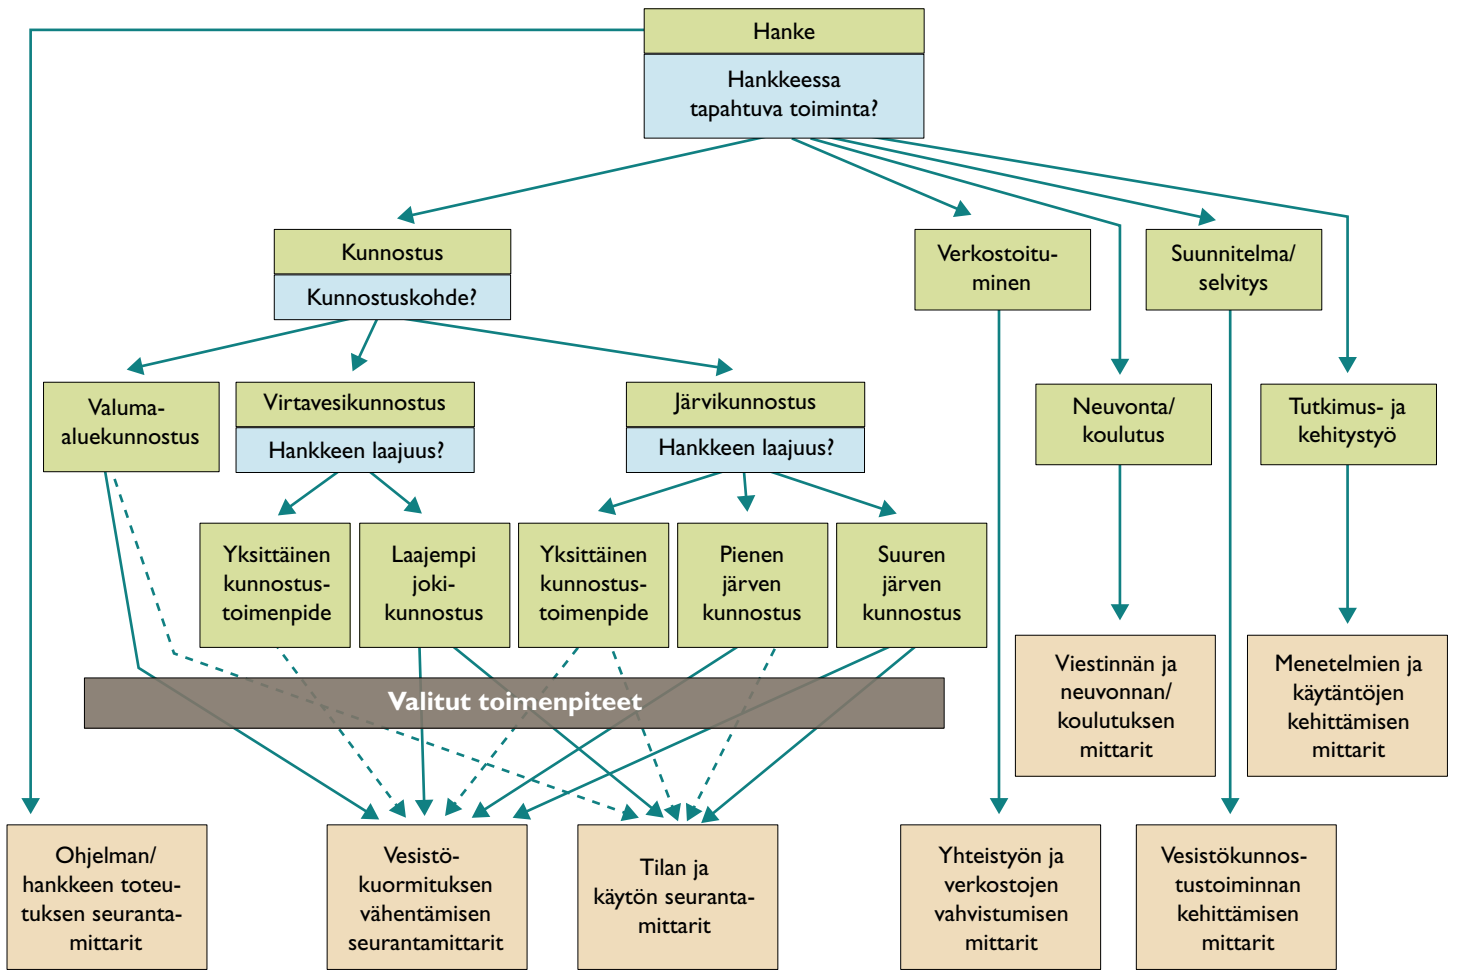 Hanke
Hankkeessa
tapahtuva toiminta?
Kunnostus
Kunnostuskohde?
Verkostoitu-
minen
Suunnitelma/
selvitys
Valuma-
aluekunnostus
Virtavesikunnostus
Hankkeen laajuus?
Järvikunnostus
Hankkeen laajuus?
Neuvonta/
koulutus
Tutkimus- ja
kehitystyö
Yksittäinen
kunnostus-
toimenpide
Laajempi
joki-
kunnostus
Yksittäinen
kunnostus-
toimenpide
Pienen
järven
kunnostus
Suuren
järven
kunnostus
Valitut toimenpiteet
Viestinnän ja
neuvonnan/
koulutuksen
mittarit
Menetelmien ja
käytäntöjen
kehittämisen
mittarit
Ohjelman/
hankkeen toteu-
tuksen seuranta-
mittarit
Vesistö-
kuormituksen
vähentämisen
seurantamittarit
Tilan ja
käytön seuranta-
mittarit
Yhteistyön ja
verkostojen
vahvistumisen
mittarit
Vesistökunnos-
tustoiminnan
kehittämisen
mittarit